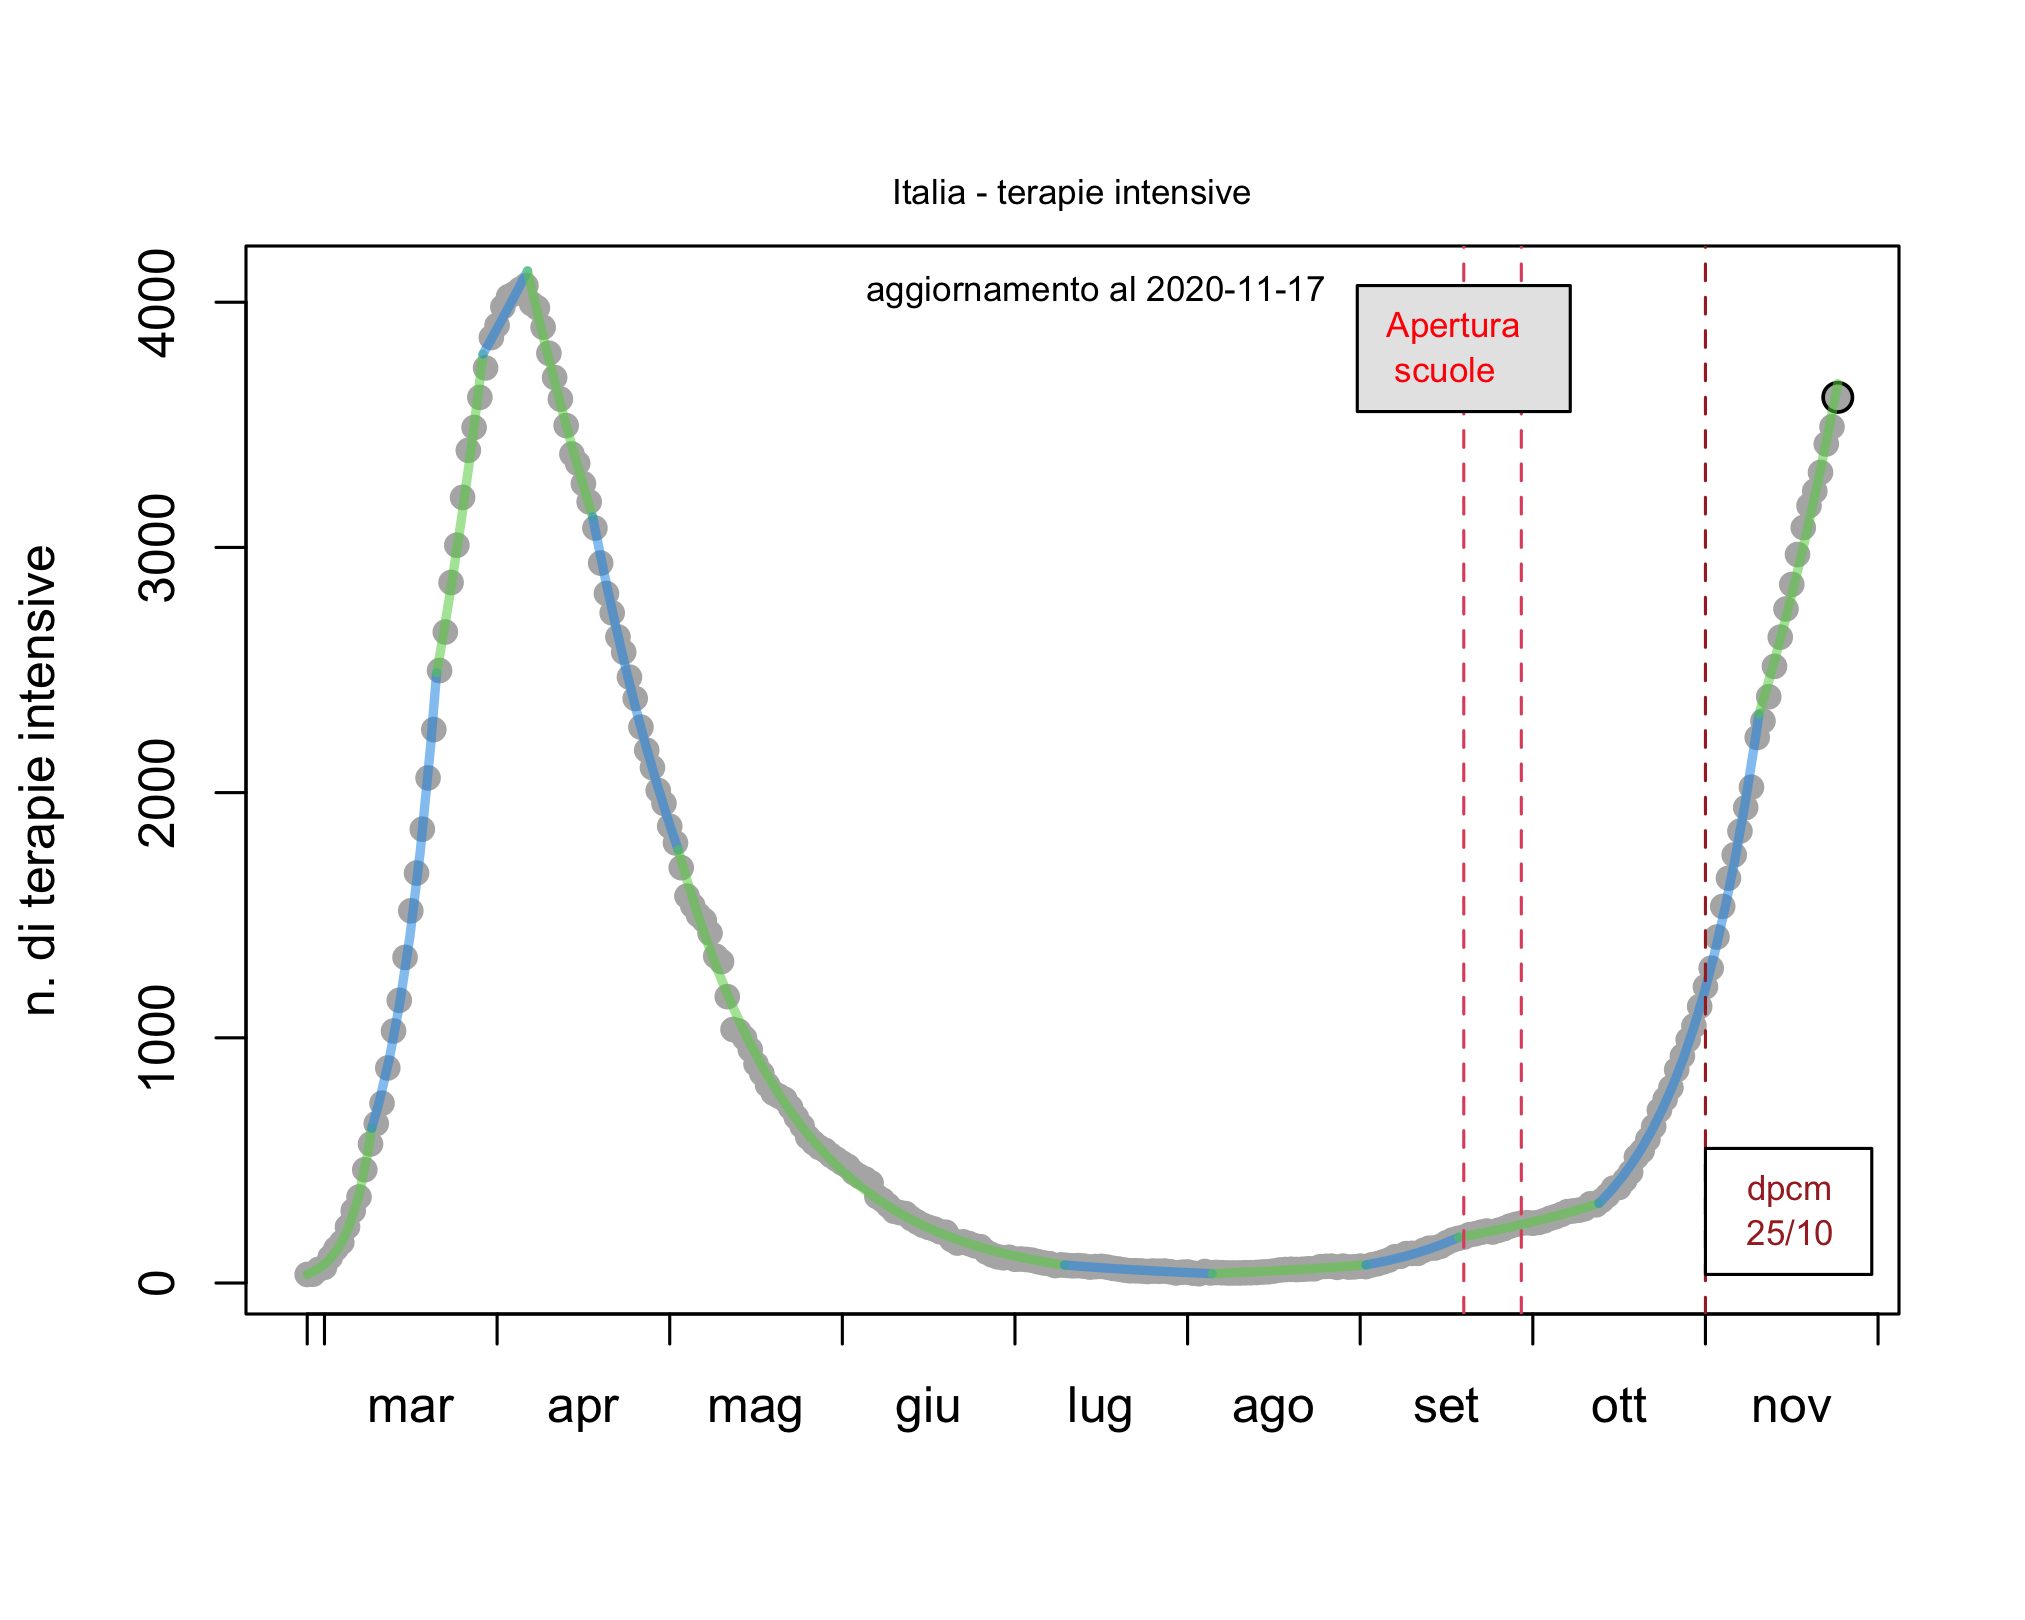 Italia - terapie intensive
aggiornamento al 2020-11-17
Apertura
scuole
n. di terapie intensive
4000
3000
2000
1000
0
dpcm
25/10
mar apr mag giu lug ago set ott nov